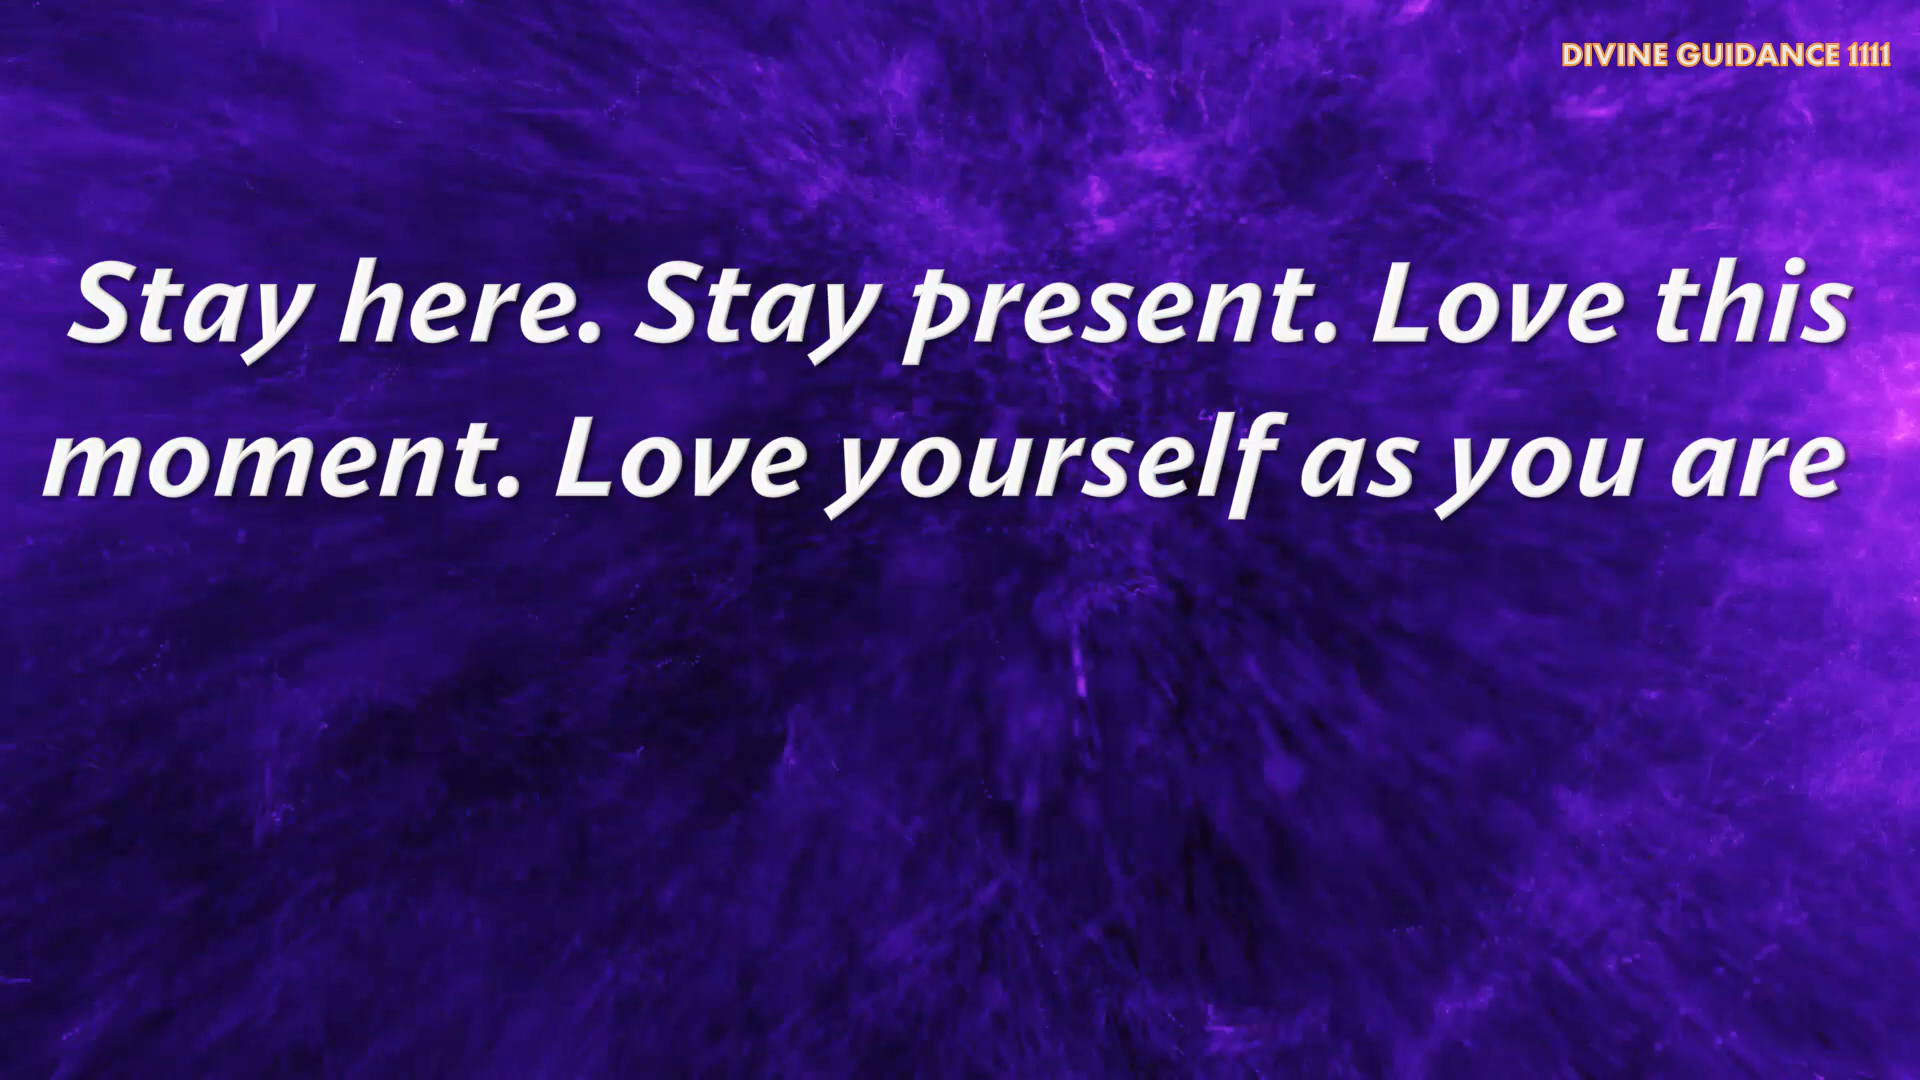 DIVINE GUIDANCE 1111
Stay here. Stay present. Love this
moment. Love yourself as you are